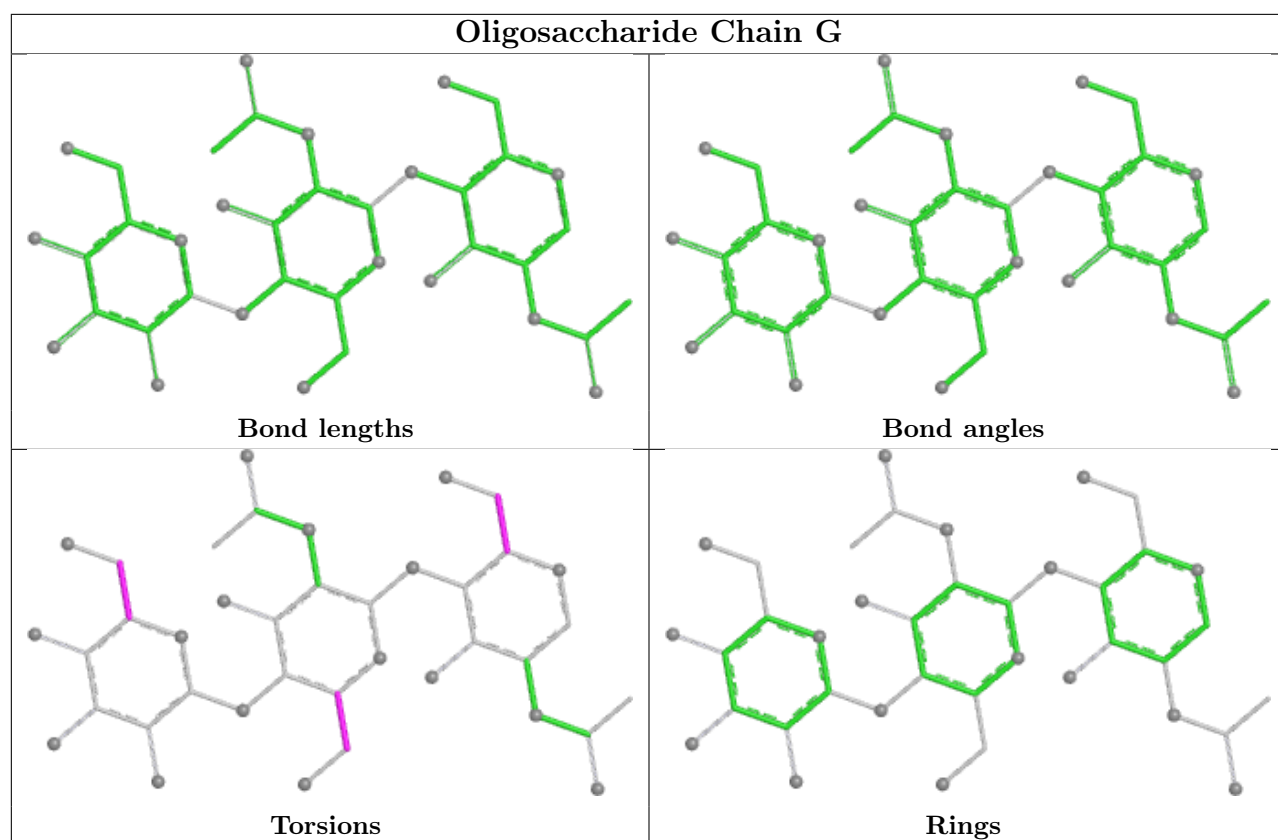 Oligosaccharide Chain G
Bond lengths
Bond angles
Torsions
Rings